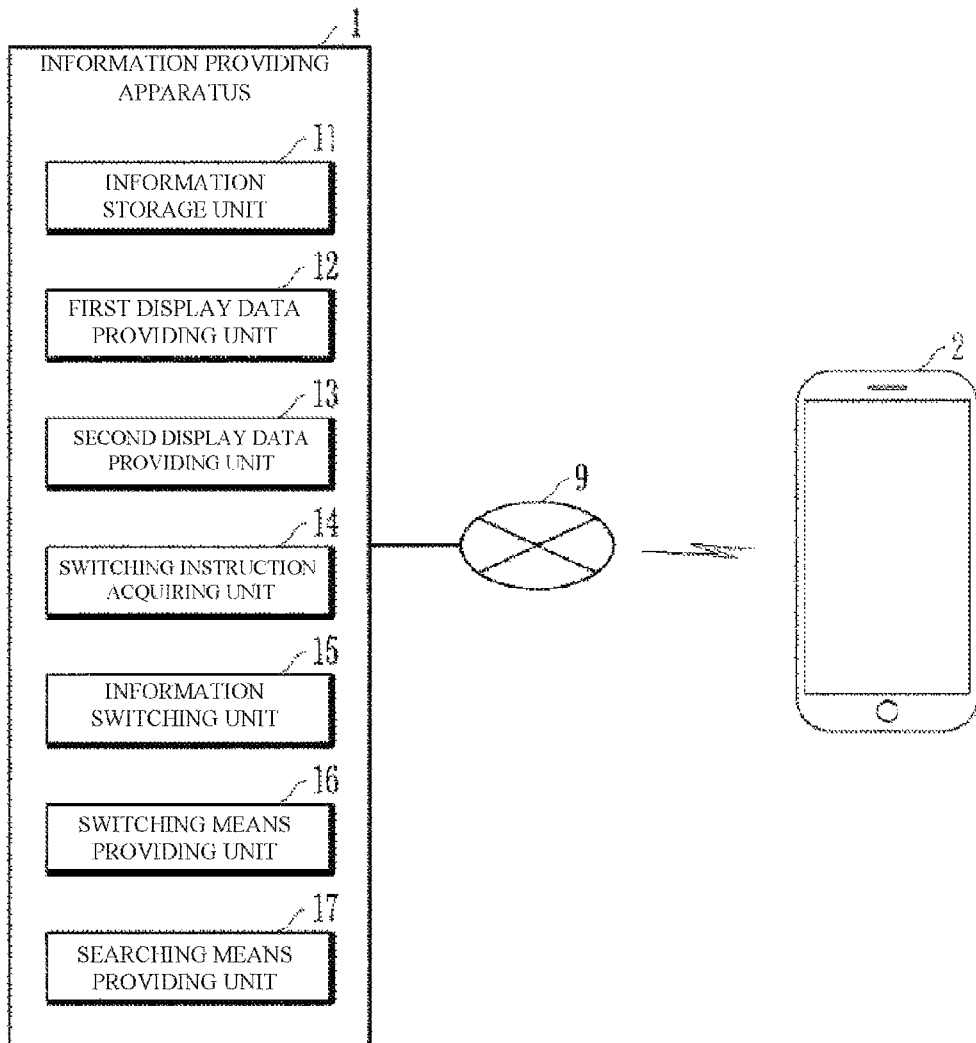 1
INFORMATION PROVIDING
APPARATUS
11
INFORMATION
STORAGE UNIT
12
FIRST DISPLAY DATA
PROVIDING UNIT
13
SECOND DISPLAY DATA
PROVIDING UNIT
14
SWITCHING INSTRUCTION
ACQUIRING UNIT
15
INFORMATION
SWITCHING UNIT
16
SWITCHING MEANS
PROVIDING UNIT
17
SEARCHING MEANS
PROVIDING UNIT
9
2